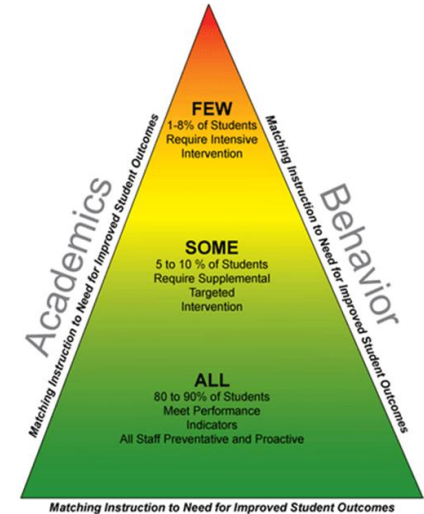 FEW
1-8% of Students
Require Intensive
Intervention
Academics
Matching Instruction to Need for Improved Student Outcomes
Behavior
Matching Instruction to Need for Improved Student Outcomes
SOME
5 to 10 % of Students
Require Supplemental
Targeted
Intervention
ALL
80 to 90% of Students
Meet Performance
Indicators
All Staff Preventative and Proactive
Matching Instruction to Need for Improved Student Outcomes